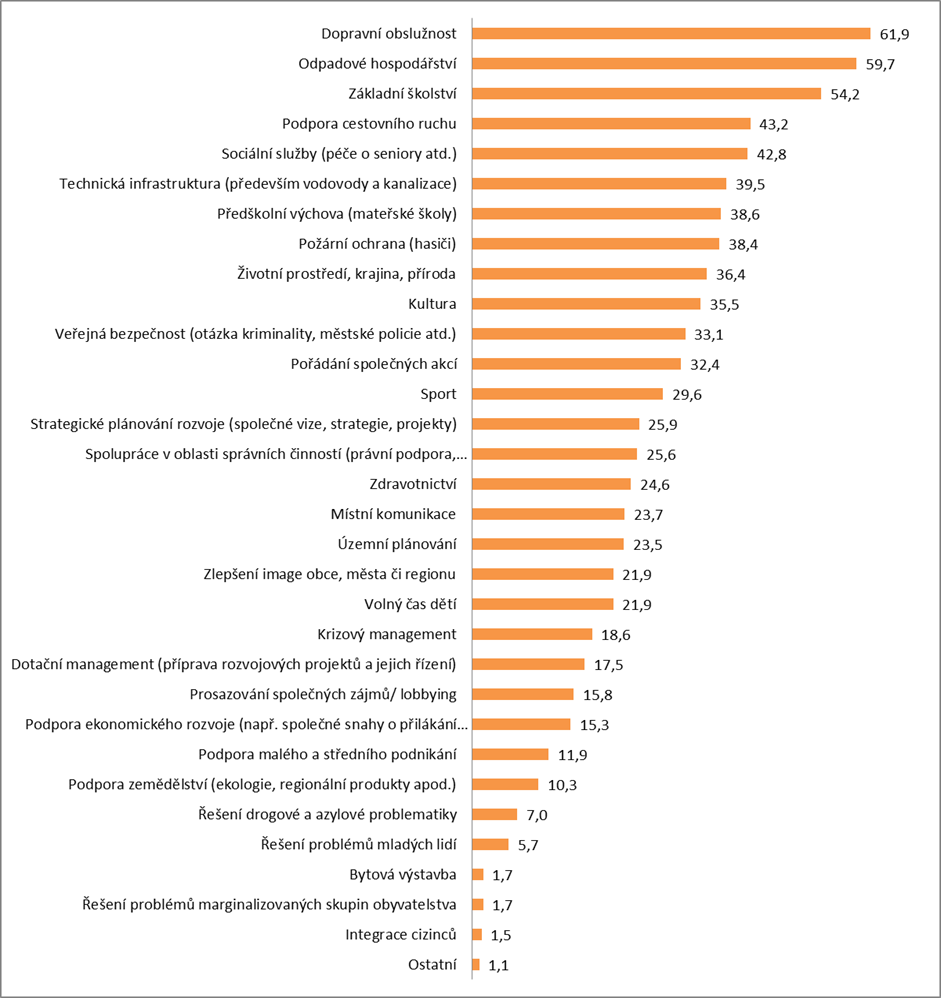 Dopravní obslužnost 61,9
Odpadové hospodářství 59,7
Základní školství 54,2
Podpora cestovního ruchu 43,2
Sociální služby (péče o seniory atd.) 42,8
Technická infrastruktura (především vodovody a kanalizace) 39,5
Předškolní výchova (mateřské školy) 38,6
Požární ochrana (hasiči) 38,4
Životní prostředí, krajina, příroda 36,4
Kultura 35,5
Veřejná bezpečnost (otázka kriminality, městské policie atd.) 33,1
Pořádání společných akcí 32,4
Sport 29,6
Strategické plánování rozvoje (společné vize, strategie, projekty) 25,9
Spolupráce v oblasti správních činností (právní podpora,... 25,6
Zdravotnictví 24,6
Místní komunikace 23,7
Územní plánování 23,5
Zlepšení image obce, města či regionu 21,9
Volný čas dětí 21,9
Krizový management 18,6
Dotační management (příprava rozvojových projektů a jejich řízení) 17,5
Prosazování společných zájmů/ lobbying 15,8
Podpora ekonomického rozvoje (např. společné snahy o přilákání... 15,3
Podpora malého a středního podnikání 11,9
Podpora zemědělství (ekologie, regionální produkty apod.) 10,3
Řešení drogové a azylové problematiky 7,0
Řešení problémů mladých lidí 5,7
Bytová výstavba 1,7
Řešení problémů marginalizovaných skupin obyvatelstva 1,7
Integrace cizinců 1,5
Ostatní 1,1